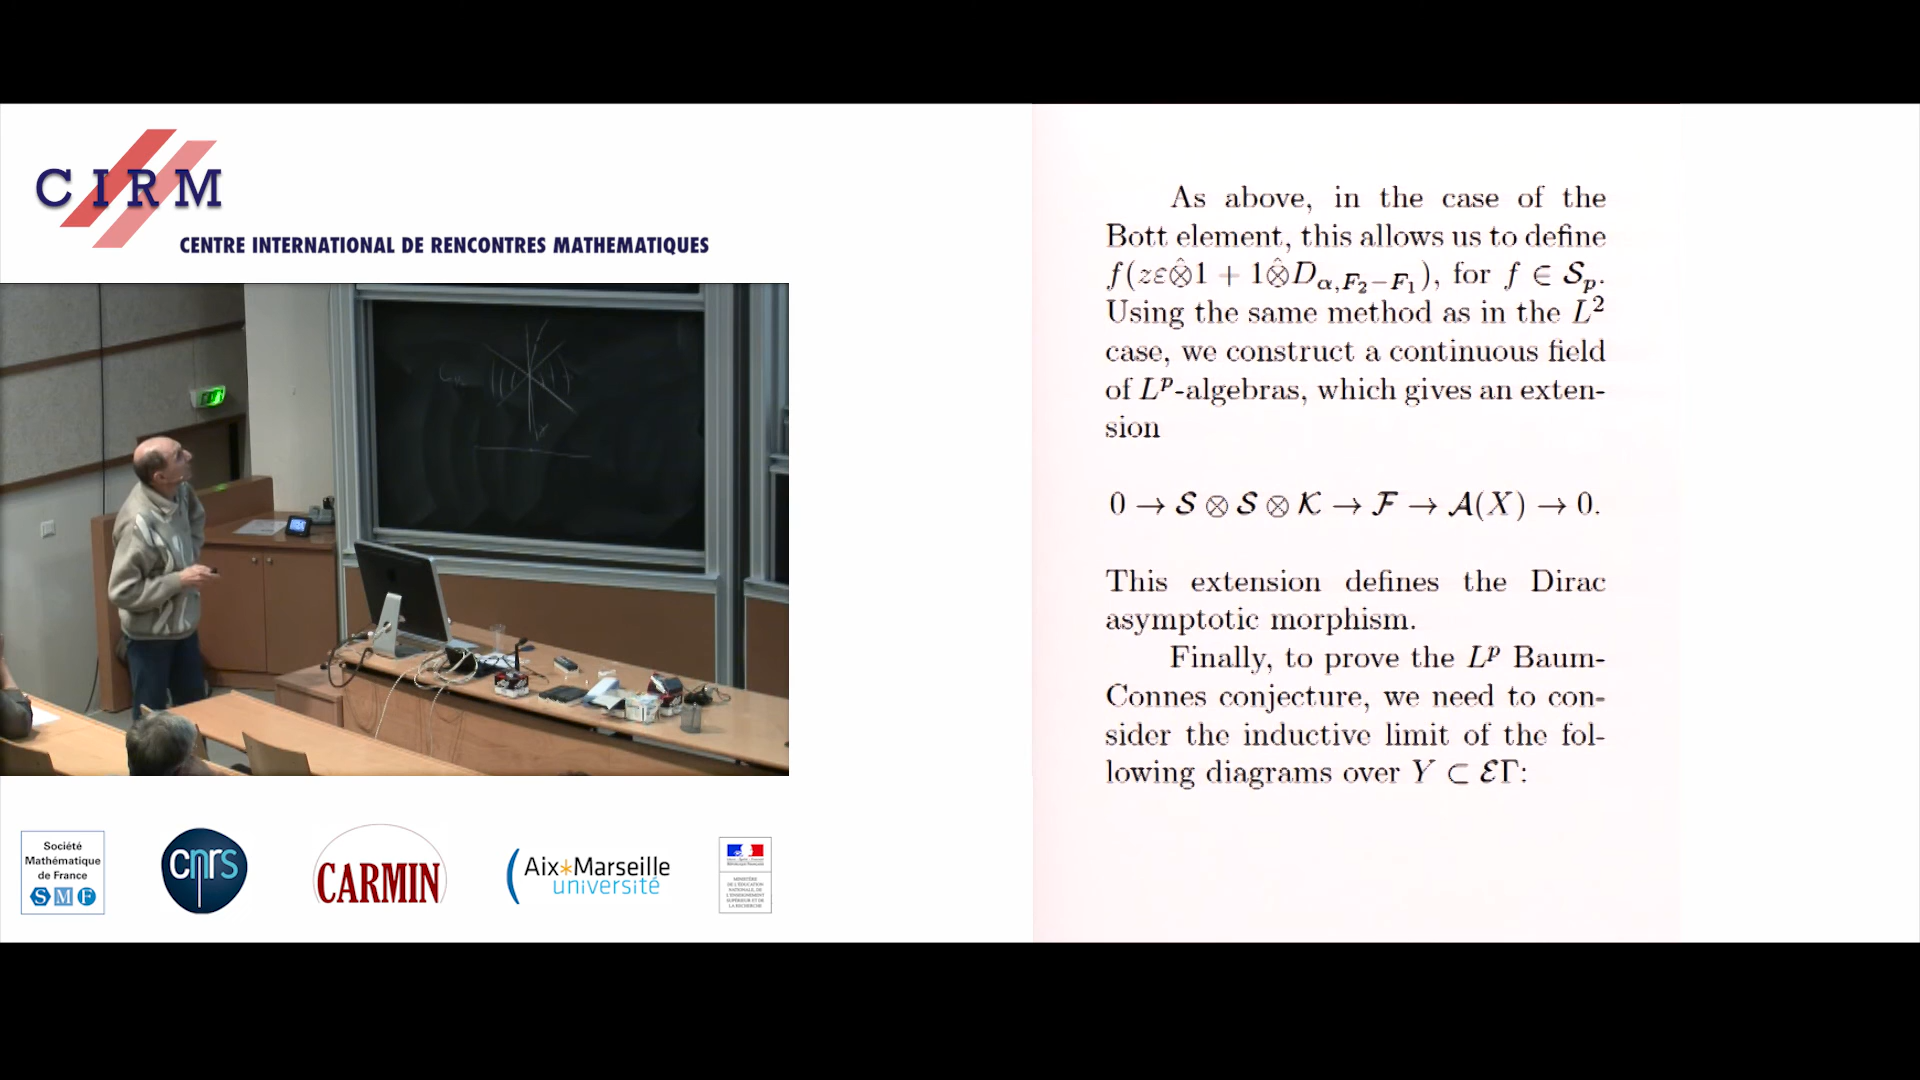 CIRM
CENTRE INTERNATIONAL DE RENCONTRES MATHEMATIQUES
As above, in the case of the
Bott element, this allows us to define
f(zε⊗̂1 + 1⊗̂D_{α,F₂−F₁}), for f ∈ 𝒮ₚ.
Using the same method as in the L²
case, we construct a continuous field
of Lᵖ-algebras, which gives an exten-
sion
0 → 𝒮 ⊗ 𝒮 ⊗ 𝒦 → ℱ → 𝒜(X) → 0.
This extension defines the Dirac
asymptotic morphism.
Finally, to prove the Lᵖ Baum-
Connes conjecture, we need to con-
sider the inductive limit of the fol-
lowing diagrams over Y ⊂ ℰΓ:
Société
Mathématique
de France
SMF
cnrs
CARMIN
Aix*Marseille
université